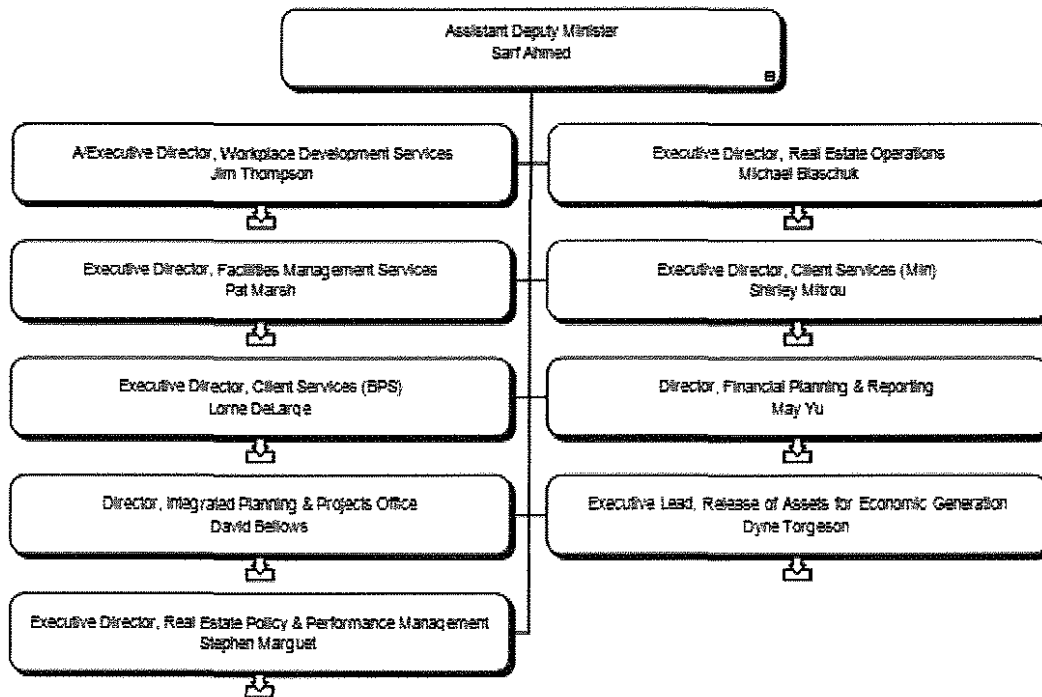 Assistant Deputy Minister
Sarf Ahmed
A/Executive Director, Workplace Development Services
Jim Thompson
Executive Director, Real Estate Operations
Michael Blaschuk
Executive Director, Facilities Management Services
Pat Marsh
Executive Director, Client Services (Min)
Shirley Mitrou
Executive Director, Client Services (BPS)
Lorne DeLarge
Director, Financial Planning & Reporting
May Yu
Director, Integrated Planning & Projects Office
David Bellows
Executive Lead, Release of Assets for Economic Generation
Dyne Torgeson
Executive Director, Real Estate Policy & Performance Management
Stephen Marguet